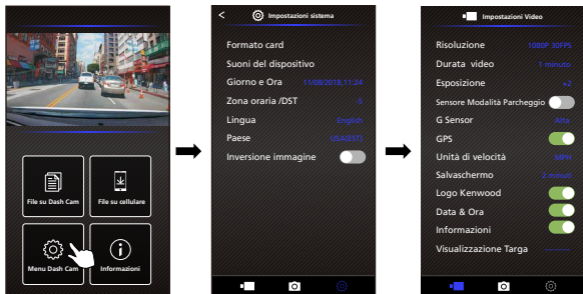 File su Dash Cam
File su cellulare
Menu Dash Cam
Informazioni
< Impostazioni sistema
Formato card
Suoni del dispositivo
Giorno e Ora 11/08/2018,11:24
Zona oraria /DST -5
Lingua English
Paese USA(EST)
Inversione immagine
Impostazioni Video
Risoluzione 1080P 30FPS
Durata video 1 minuto
Esposizione +2
Sensore Modalità Parcheggio
G Sensor Alta
GPS
Unità di velocità MPH
Salvaschermo 2 minuti
Logo Kenwood
Data & Ora
Informazioni
Visualizzazione Targa --------